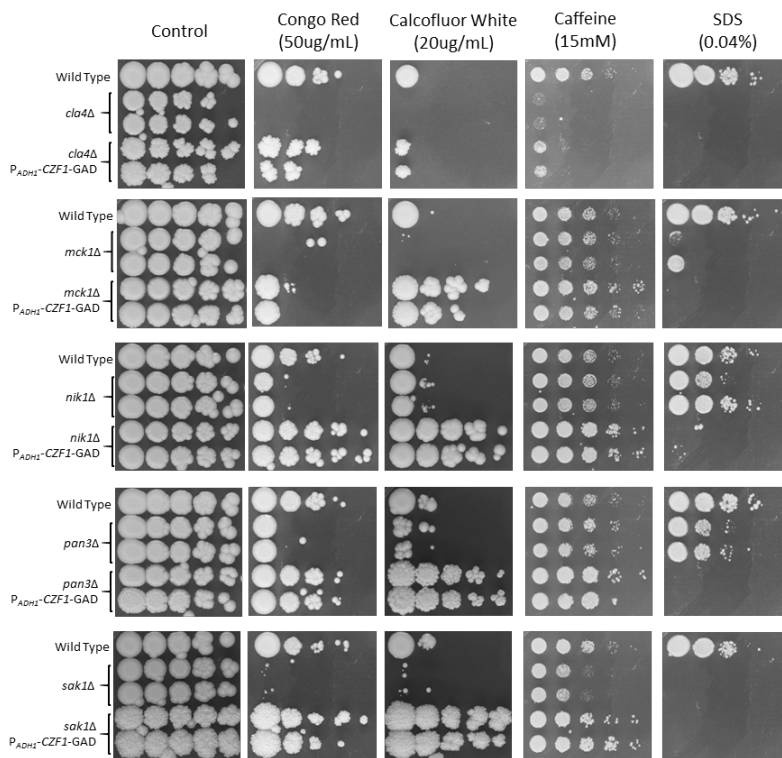 Control
Congo Red
(50ug/mL)
Calcofluor White
(20ug/mL)
Caffeine
(15mM)
SDS
(0.04%)
Wild Type
cla4Δ
cla4Δ
PADH1-CZF1-GAD
Wild Type
mck1Δ
mck1Δ
PADH1-CZF1-GAD
Wild Type
nik1Δ
nik1Δ
PADH1-CZF1-GAD
Wild Type
pan3Δ
pan3Δ
PADH1-CZF1-GAD
Wild Type
sak1Δ
sak1Δ
PADH1-CZF1-GAD